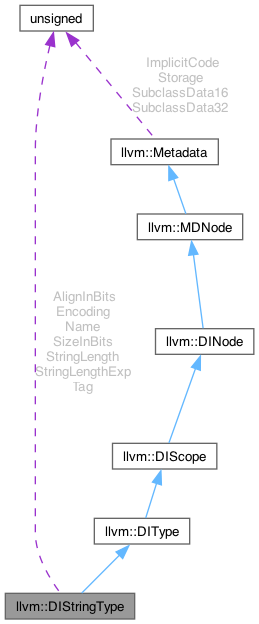 unsigned
ImplicitCode
Storage
SubclassData16
SubclassData32
llvm::Metadata
llvm::MDNode
llvm::DINode
AlignInBits
Encoding
Name
SizeInBits
StringLength
StringLengthExp
Tag
llvm::DIScope
llvm::DIType
llvm::DIStringType